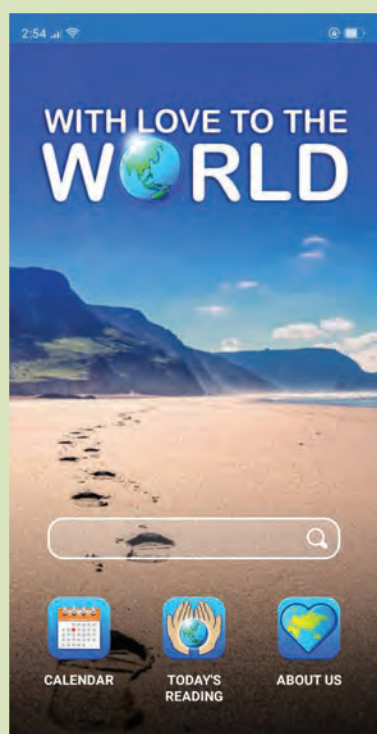 2:54
WITH LOVE TO THE
WORLD
CALENDAR
TODAY'S
READING
ABOUT US